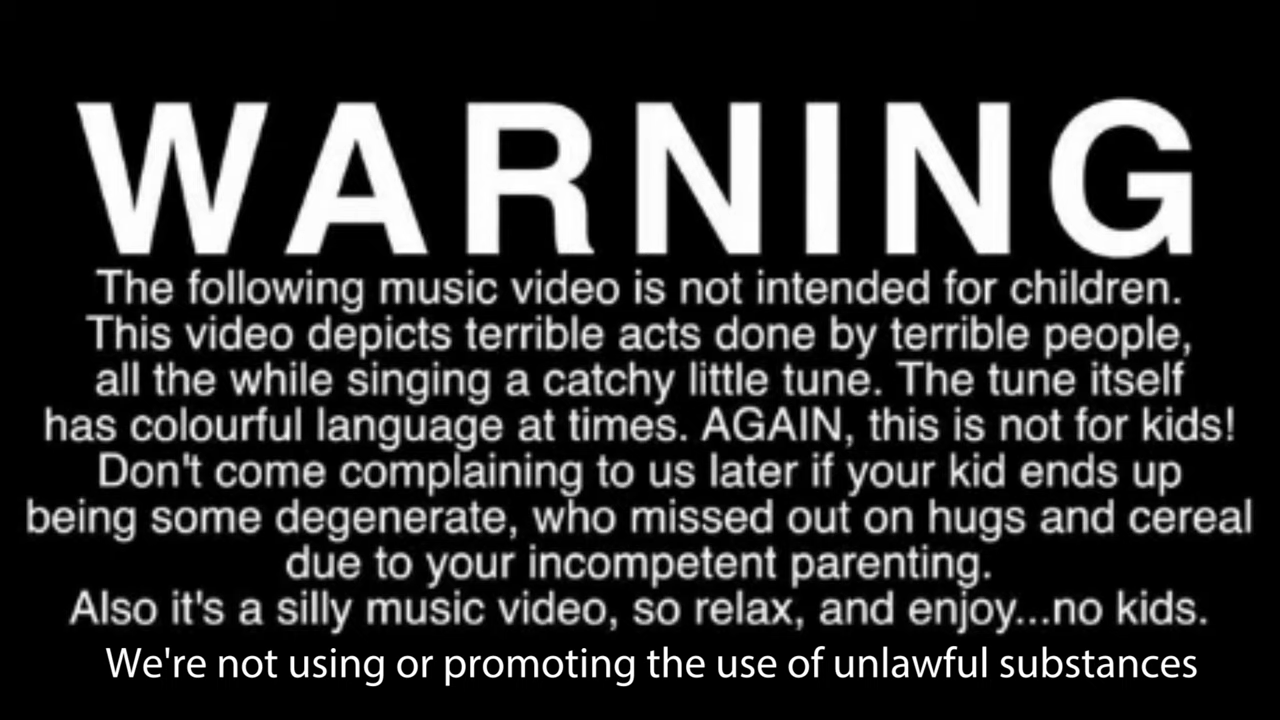 WARNING
The following music video is not intended for children.
This video depicts terrible acts done by terrible people,
all the while singing a catchy little tune. The tune itself
has colourful language at times. AGAIN, this is not for kids!
Don't come complaining to us later if your kid ends up
being some degenerate, who missed out on hugs and cereal
due to your incompetent parenting.
Also it's a silly music video, so relax, and enjoy...no kids.
We're not using or promoting the use of unlawful substances